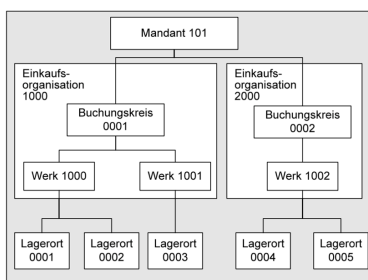 Mandant 101
Einkaufs-
organisation
1000
Buchungskreis
0001
Werk 1000
Werk 1001
Einkaufs-
organisation
2000
Buchungskreis
0002
Werk 1002
Lagerort
0001
Lagerort
0002
Lagerort
0003
Lagerort
0004
Lagerort
0005